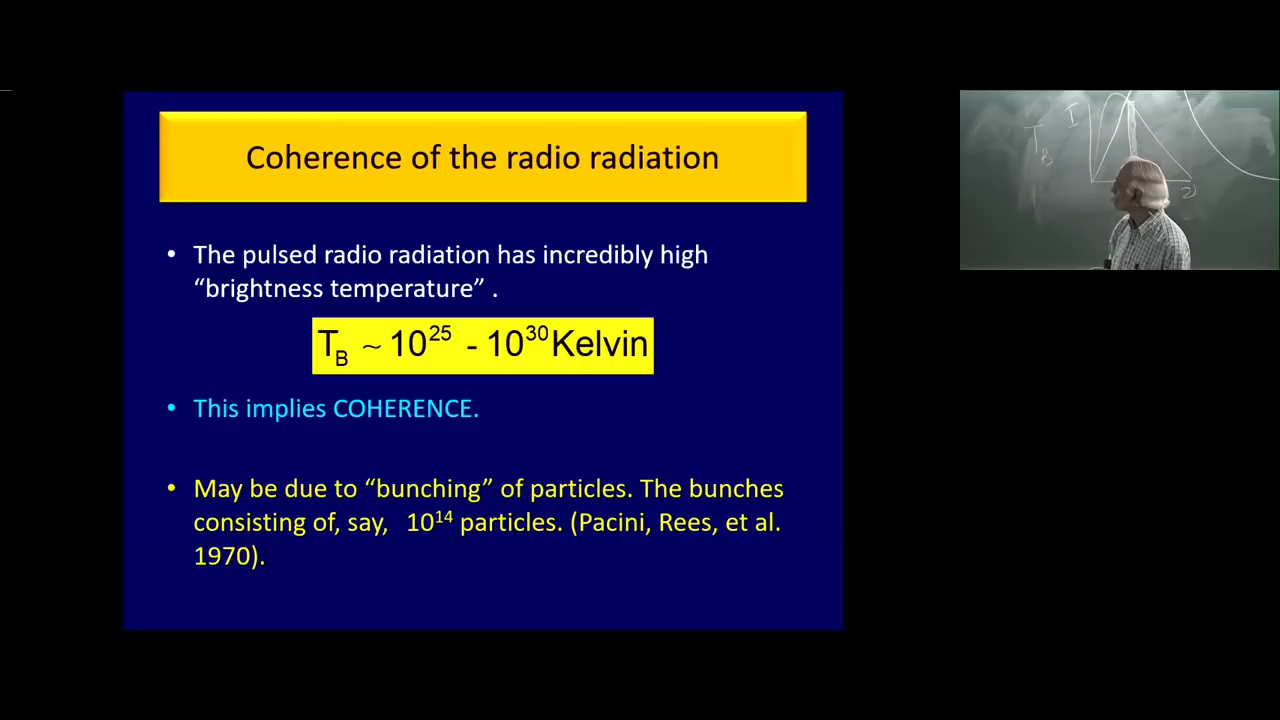 Coherence of the radio radiation
• The pulsed radio radiation has incredibly high
“brightness temperature” .
T_B ~ 10^25 - 10^30 Kelvin
• This implies COHERENCE.
• May be due to “bunching” of particles. The bunches
consisting of, say, 10^14 particles. (Pacini, Rees, et al.
1970).
T_B
I
ν